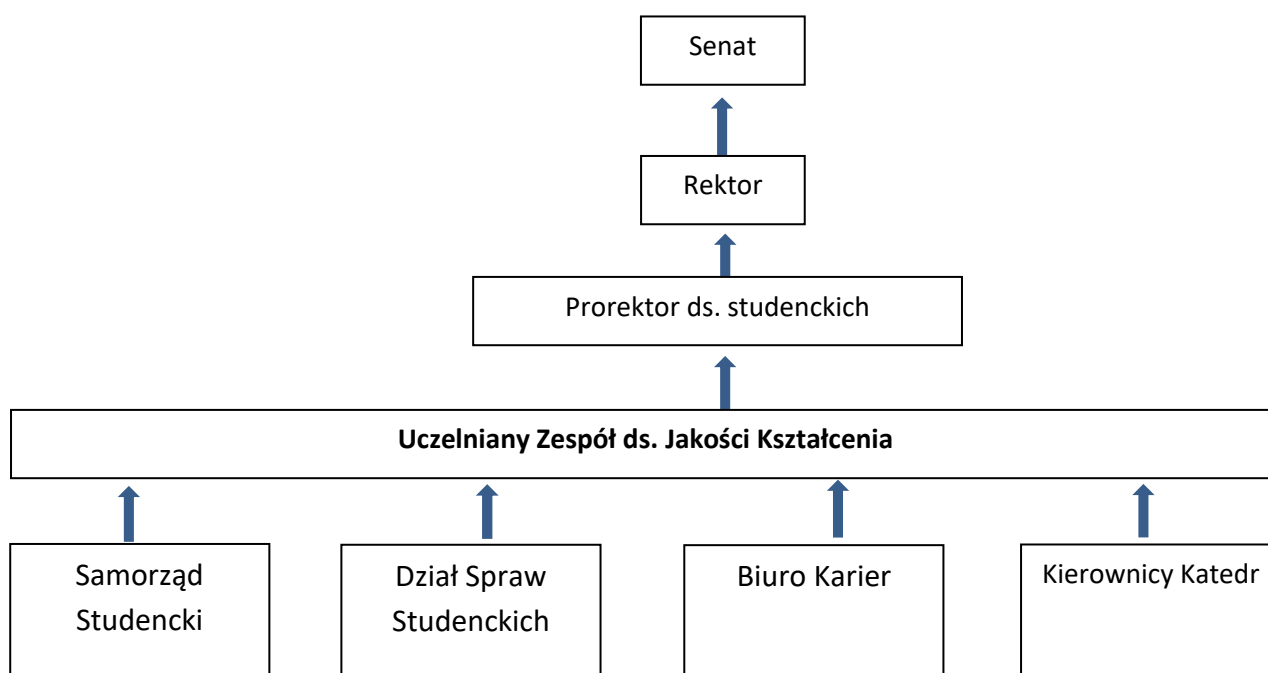 Senat
Rektor
Prorektor ds. studenckich
Uczelniany Zespół ds. Jakości Kształcenia
Samorząd
Studencki
Dział Spraw
Studenckich
Biuro Karier
Kierownicy Katedr